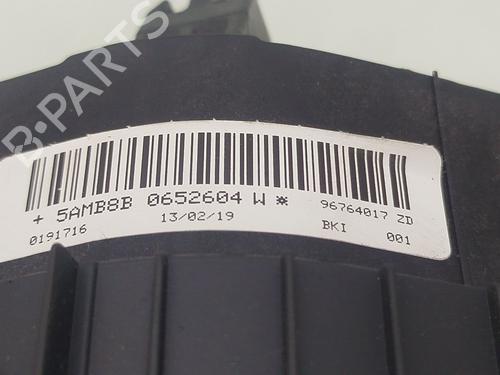 B-PARTS
+ 5AMB8B 0652604 W ※ 96764017 ZD
0191716 13/02/19 BKI 001